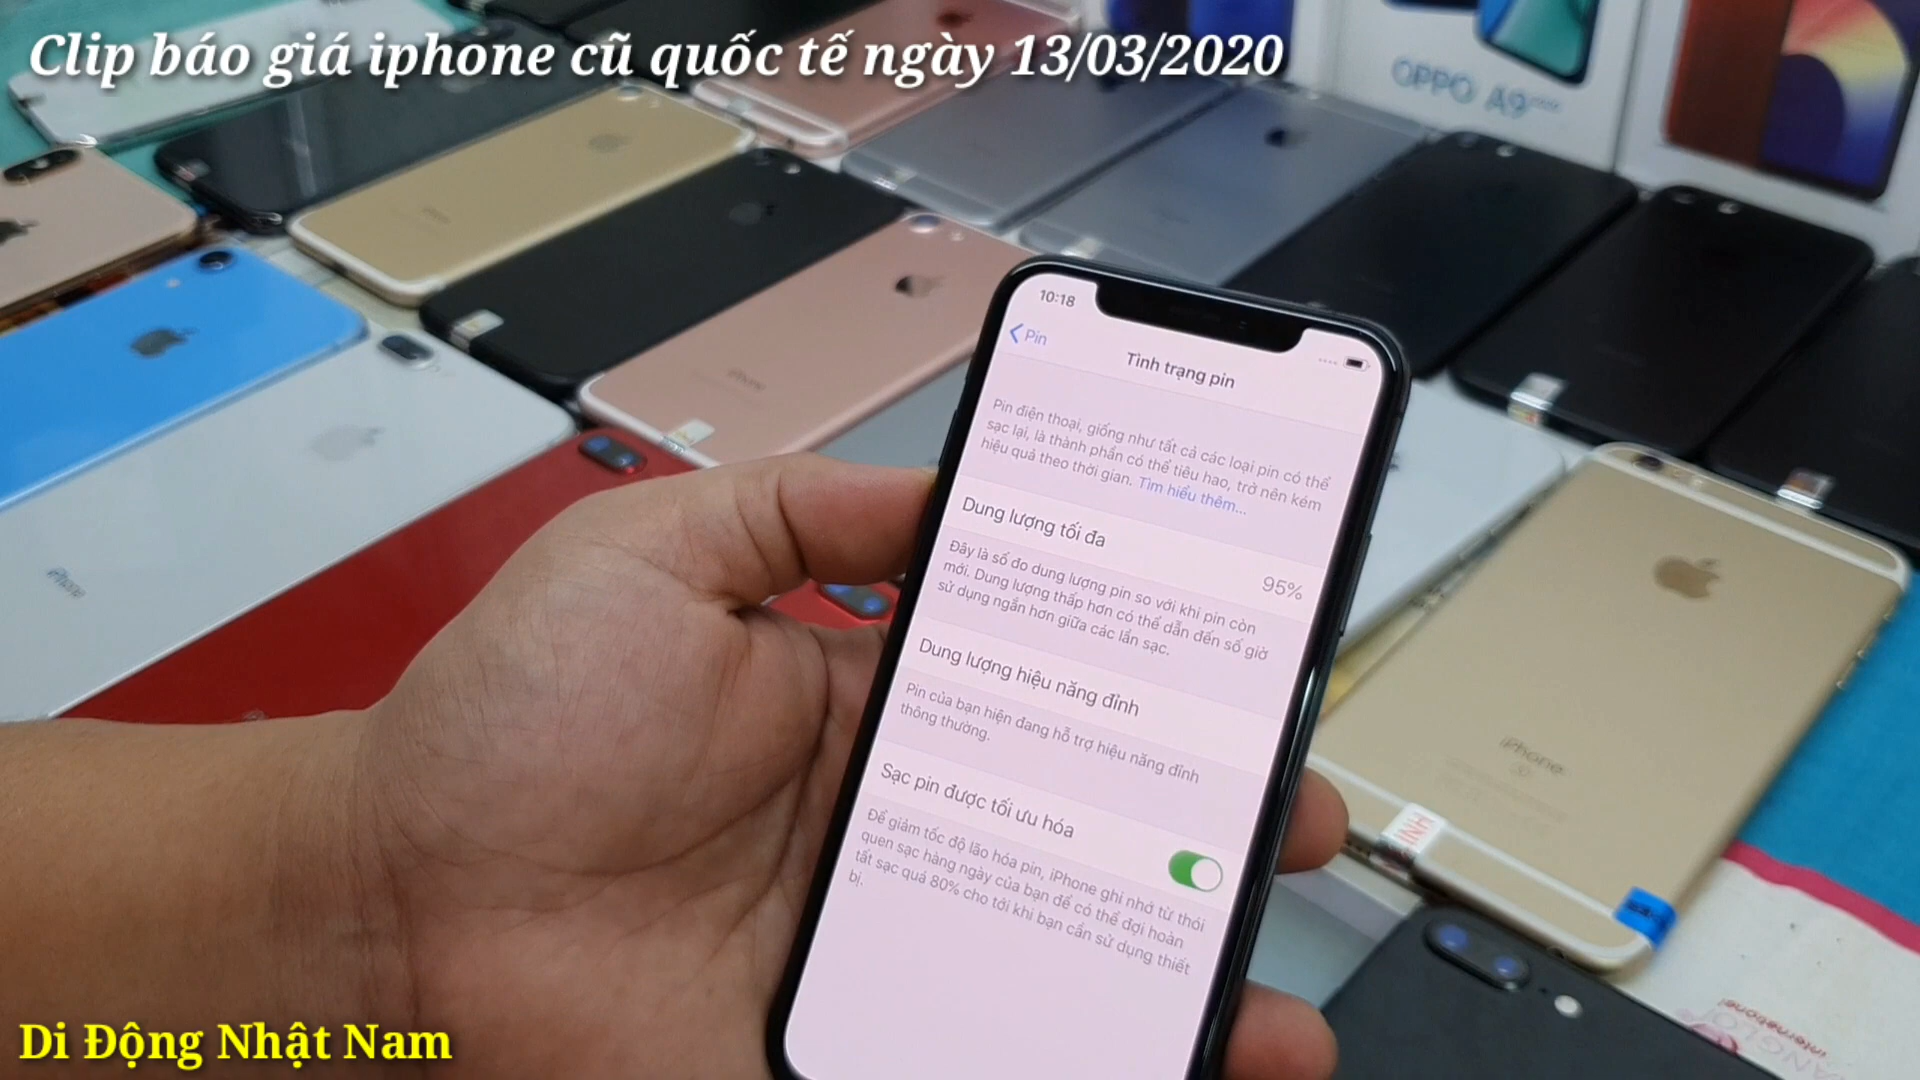 Clip báo giá iphone cũ quốc tế ngày 13/03/2020
OPPO A9
10:18
Pin
Tình trạng pin
Pin điện thoại, giống như tất cả các loại pin có thể
sạc lại, là thành phần có thể tiêu hao, trở nên kém
hiệu quả theo thời gian. Tìm hiểu thêm...
Dung lượng tối đa
95%
Đây là số đo dung lượng pin so với khi pin còn
mới. Dung lượng thấp hơn có thể dẫn đến số giờ
sử dụng ngắn hơn giữa các lần sạc.
Dung lượng hiệu năng đỉnh
Pin của bạn hiện đang hỗ trợ hiệu năng đỉnh
thông thường.
Sạc pin được tối ưu hóa
Để giảm tốc độ lão hóa pin, iPhone ghi nhớ từ thói
quen sạc hàng ngày của bạn để có thể đợi hoàn
tất sạc quá 80% cho tới khi bạn cần sử dụng thiết
bị.
iPhone
iPhone
iPhone
international
Di Động Nhật Nam